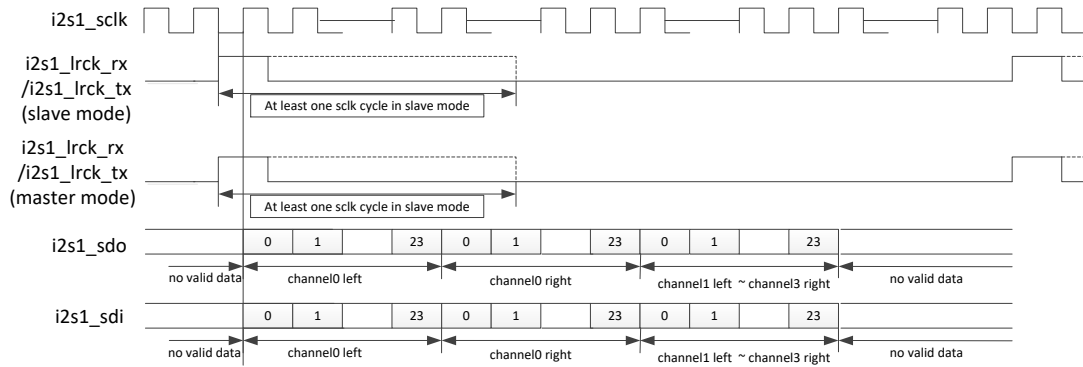 i2s1_sclk
i2s1_lrck_rx
/i2s1_lrck_tx
(slave mode)
At least one sclk cycle in slave mode
i2s1_lrck_rx
/i2s1_lrck_tx
(master mode)
At least one sclk cycle in slave mode
i2s1_sdo
0 1 23 0 1 23 0 1 23
no valid data channel0 left channel0 right channel1 left ~ channel3 right no valid data
i2s1_sdi
0 1 23 0 1 23 0 1 23
no valid data channel0 left channel0 right channel1 left ~ channel3 right no valid data